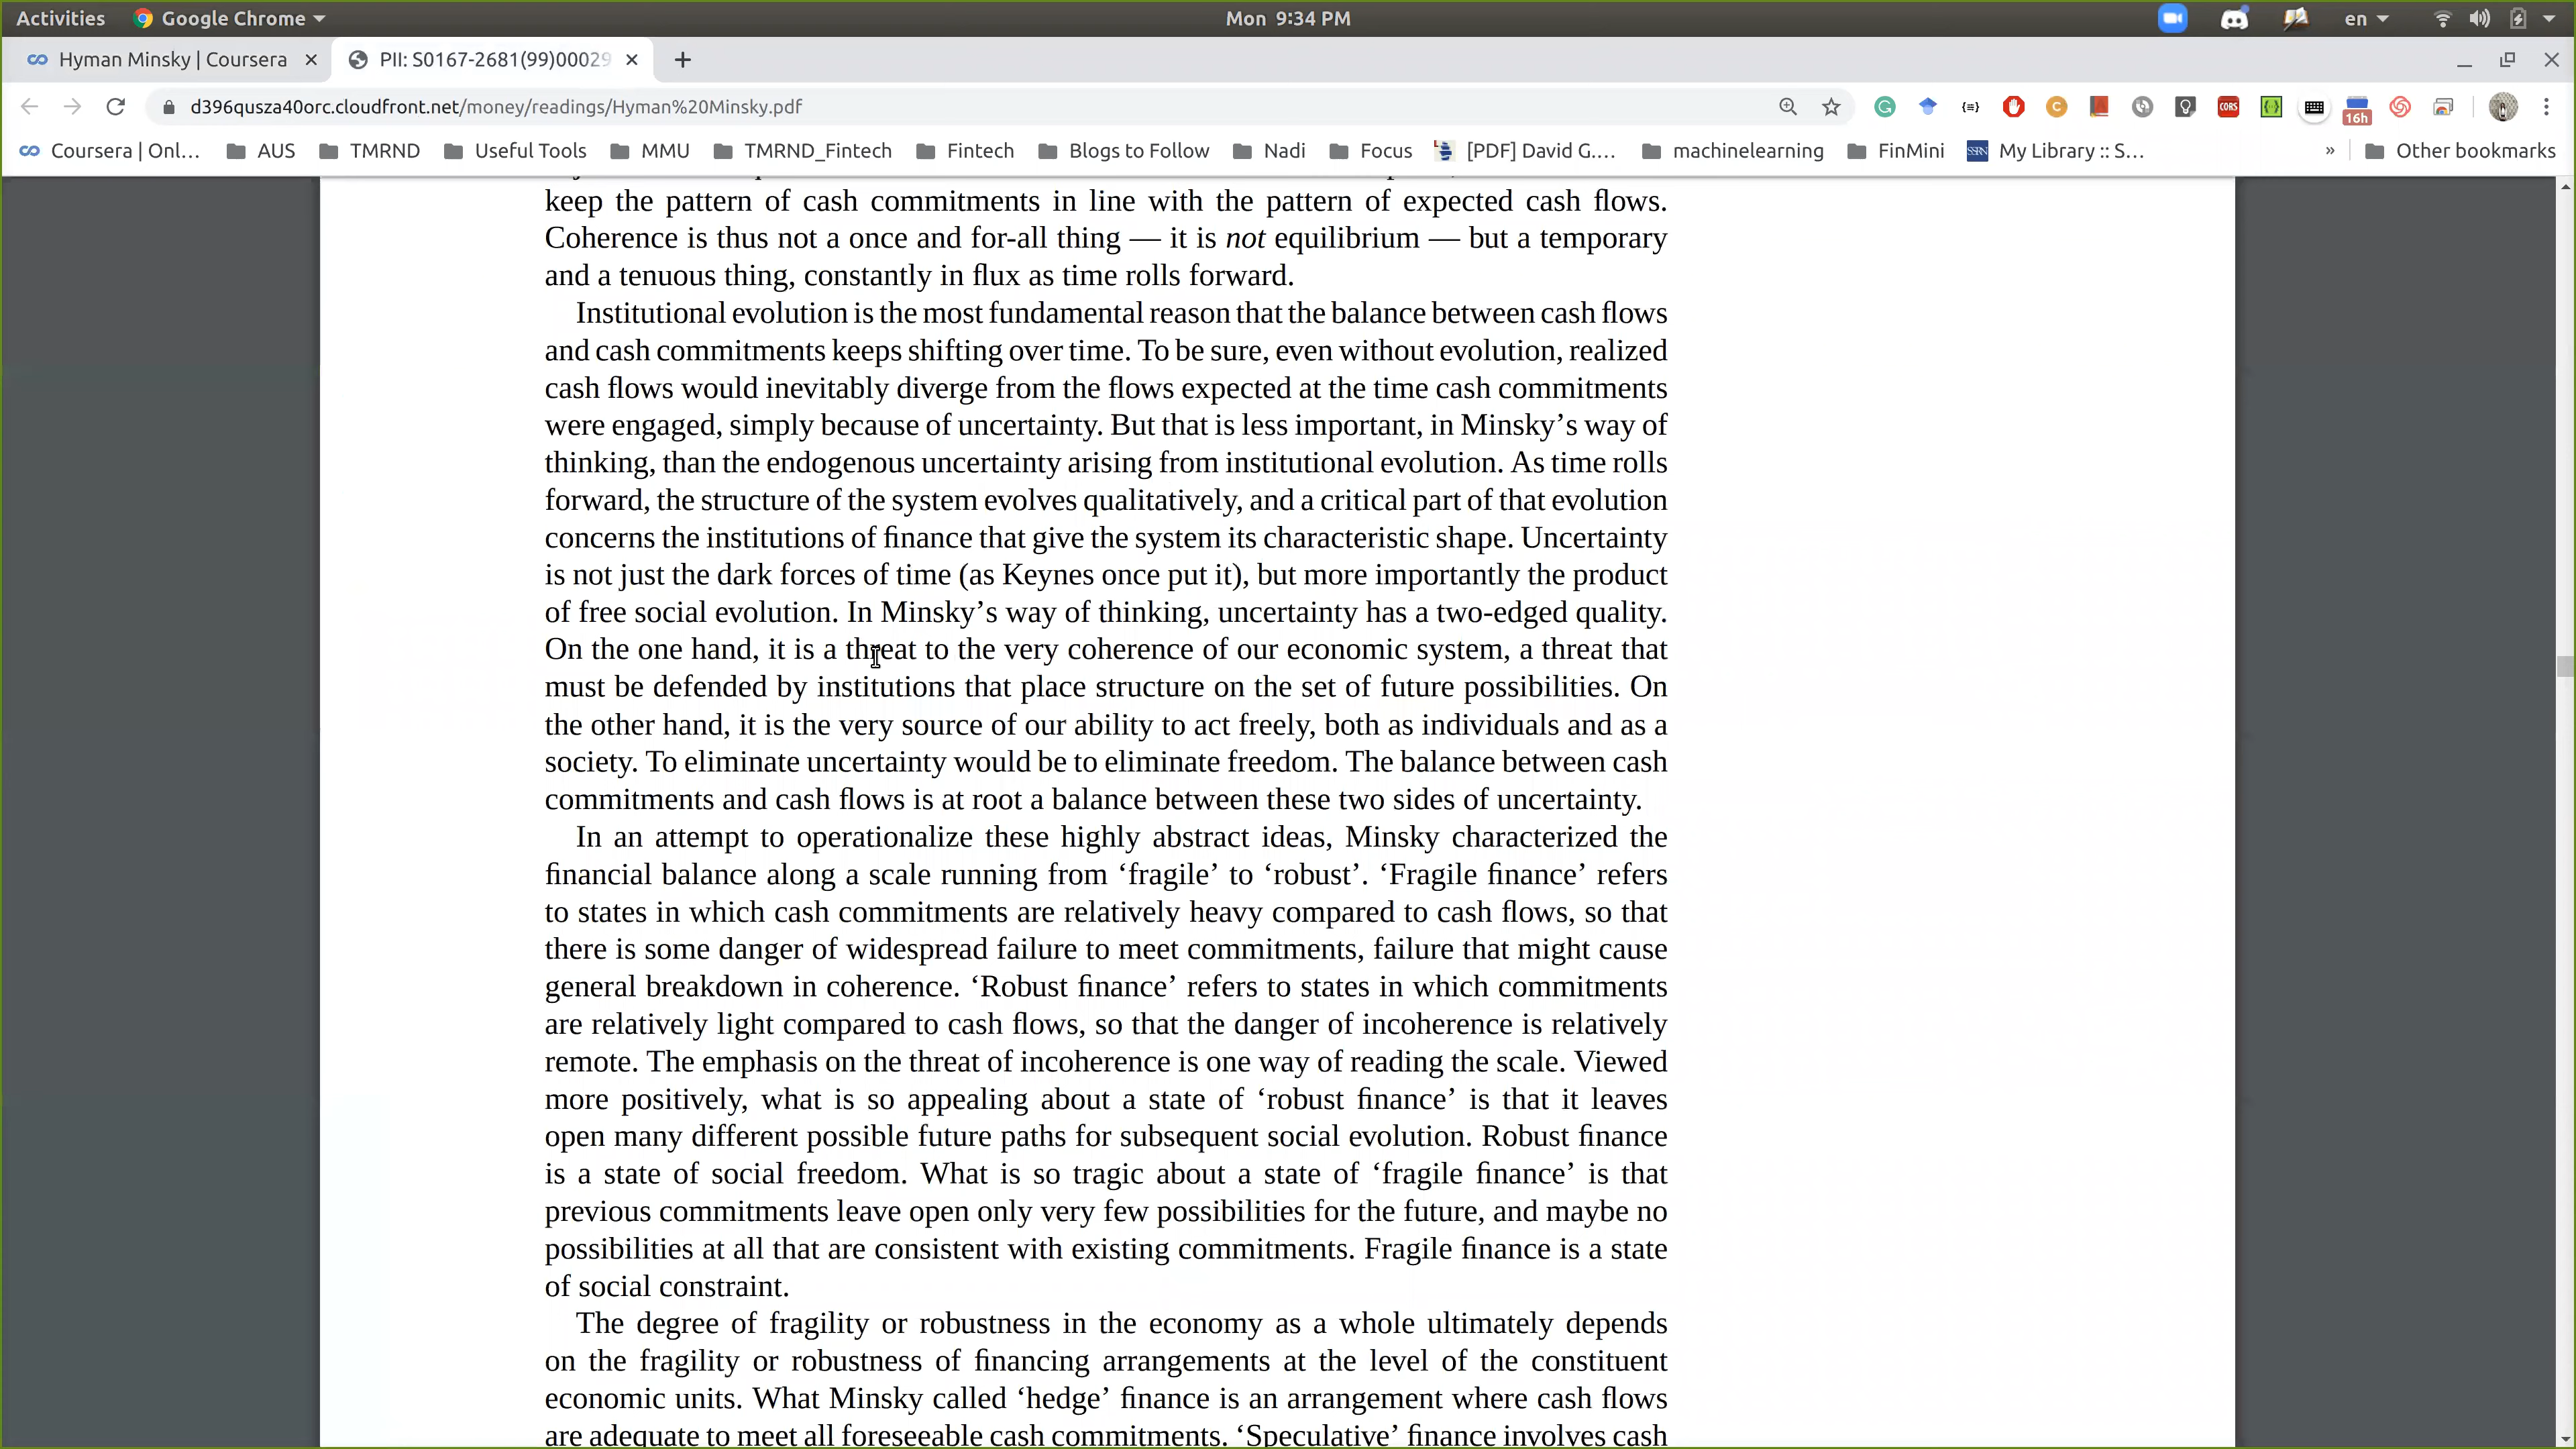 Activities Google Chrome Mon 9:34 PM en
Hyman Minsky | Coursera PII: S0167-2681(99)00029
d396qusza40orc.cloudfront.net/money/readings/Hyman%20Minsky.pdf CORS 16h
Coursera | Onl... AUS TMRND Useful Tools MMU TMRND_Fintech Fintech Blogs to Follow Nadi Focus [PDF] David G.... machinelearning FinMini SSRN My Library :: S... » Other bookmarks
keep the pattern of cash commitments in line with the pattern of expected cash flows.
Coherence is thus not a once and for-all thing — it is not equilibrium — but a temporary
and a tenuous thing, constantly in flux as time rolls forward.
Institutional evolution is the most fundamental reason that the balance between cash flows
and cash commitments keeps shifting over time. To be sure, even without evolution, realized
cash flows would inevitably diverge from the flows expected at the time cash commitments
were engaged, simply because of uncertainty. But that is less important, in Minsky’s way of
thinking, than the endogenous uncertainty arising from institutional evolution. As time rolls
forward, the structure of the system evolves qualitatively, and a critical part of that evolution
concerns the institutions of finance that give the system its characteristic shape. Uncertainty
is not just the dark forces of time (as Keynes once put it), but more importantly the product
of free social evolution. In Minsky’s way of thinking, uncertainty has a two-edged quality.
On the one hand, it is a threat to the very coherence of our economic system, a threat that
must be defended by institutions that place structure on the set of future possibilities. On
the other hand, it is the very source of our ability to act freely, both as individuals and as a
society. To eliminate uncertainty would be to eliminate freedom. The balance between cash
commitments and cash flows is at root a balance between these two sides of uncertainty.
In an attempt to operationalize these highly abstract ideas, Minsky characterized the
financial balance along a scale running from ‘fragile’ to ‘robust’. ‘Fragile finance’ refers
to states in which cash commitments are relatively heavy compared to cash flows, so that
there is some danger of widespread failure to meet commitments, failure that might cause
general breakdown in coherence. ‘Robust finance’ refers to states in which commitments
are relatively light compared to cash flows, so that the danger of incoherence is relatively
remote. The emphasis on the threat of incoherence is one way of reading the scale. Viewed
more positively, what is so appealing about a state of ‘robust finance’ is that it leaves
open many different possible future paths for subsequent social evolution. Robust finance
is a state of social freedom. What is so tragic about a state of ‘fragile finance’ is that
previous commitments leave open only very few possibilities for the future, and maybe no
possibilities at all that are consistent with existing commitments. Fragile finance is a state
of social constraint.
The degree of fragility or robustness in the economy as a whole ultimately depends
on the fragility or robustness of financing arrangements at the level of the constituent
economic units. What Minsky called ‘hedge’ finance is an arrangement where cash flows
are adequate to meet all foreseeable cash commitments. ‘Speculative’ finance involves cash